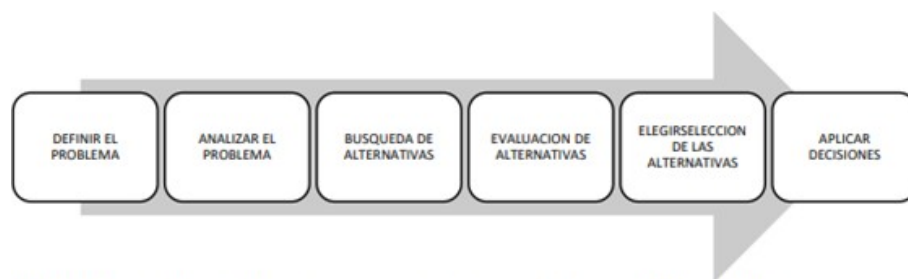 DEFINIR EL
PROBLEMA
ANALIZAR EL
PROBLEMA
BUSQUEDA DE
ALTERNATIVAS
EVALUACION DE
ALTERNATIVAS
ELEGIRSELECCION
DE LAS
ALTERNATIVAS
APLICAR
DECISIONES